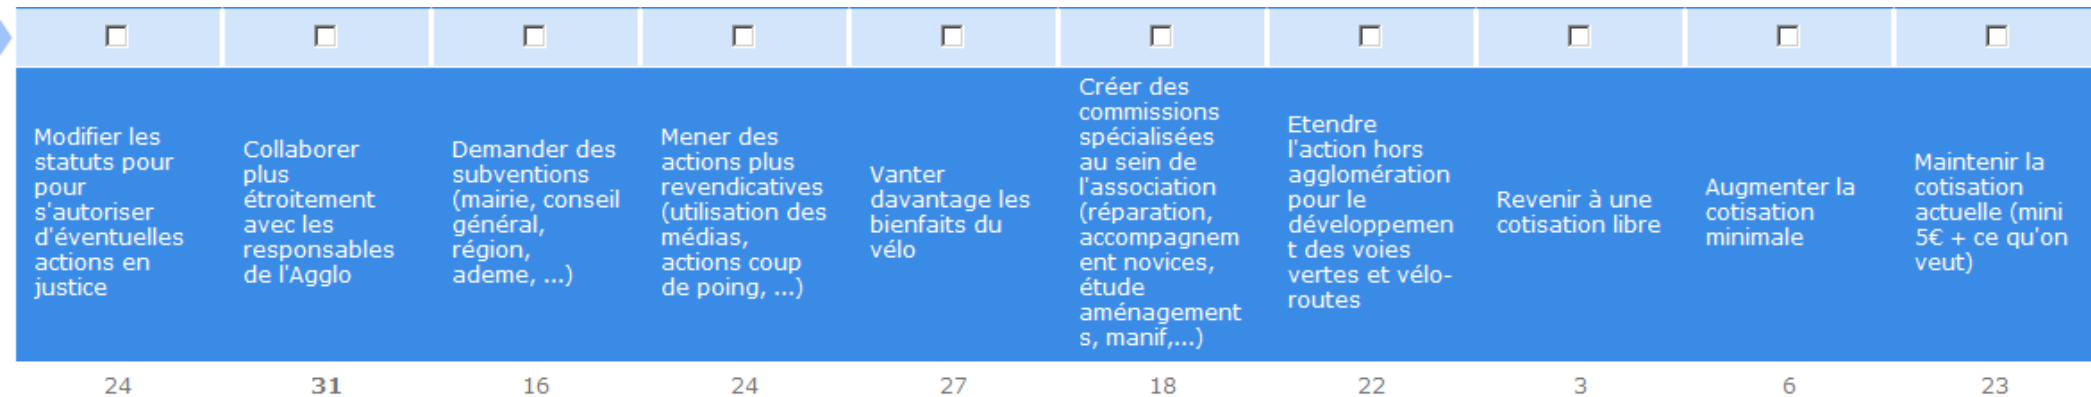 Modifier les
statuts pour
pour
s'autoriser
d'éventuelles
actions en
justice
Collaborer
plus
étroitement
avec les
responsables
de l'Agglo
Demander des
subventions
(mairie, conseil
général,
région,
ademe, ...)
Mener des
actions plus
revendicatives
(utilisation des
médias,
actions coup
de poing, ...)
Vanter
davantage les
bienfaits du
vélo
Créer des
commissions
spécialisées
au sein de
l'association
(réparation,
accompagnem
ent novices,
étude
aménagement
s, manif,...)
Etendre
l'action hors
agglomération
pour le
développemen
t des voies
vertes et vélo-
routes
Revenir à une
cotisation libre
Augmenter la
cotisation
minimale
Maintenir la
cotisation
actuelle (mini
5€ + ce qu'on
veut)
24 31 16 24 27 18 22 3 6 23